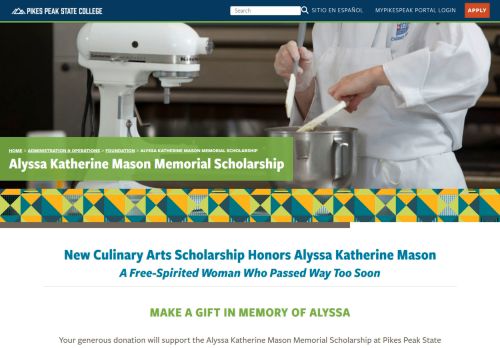 PIKES PEAK STATE COLLEGE
Search
SITIO EN ESPAÑOL
MYPIKESPEAK PORTAL LOGIN
APPLY
HOME > ADMINISTRATION & OPERATIONS > FOUNDATION > ALYSSA KATHERINE MASON MEMORIAL SCHOLARSHIP
Alyssa Katherine Mason Memorial Scholarship
New Culinary Arts Scholarship Honors Alyssa Katherine Mason
A Free-Spirited Woman Who Passed Way Too Soon
MAKE A GIFT IN MEMORY OF ALYSSA
Your generous donation will support the Alyssa Katherine Mason Memorial Scholarship at Pikes Peak State